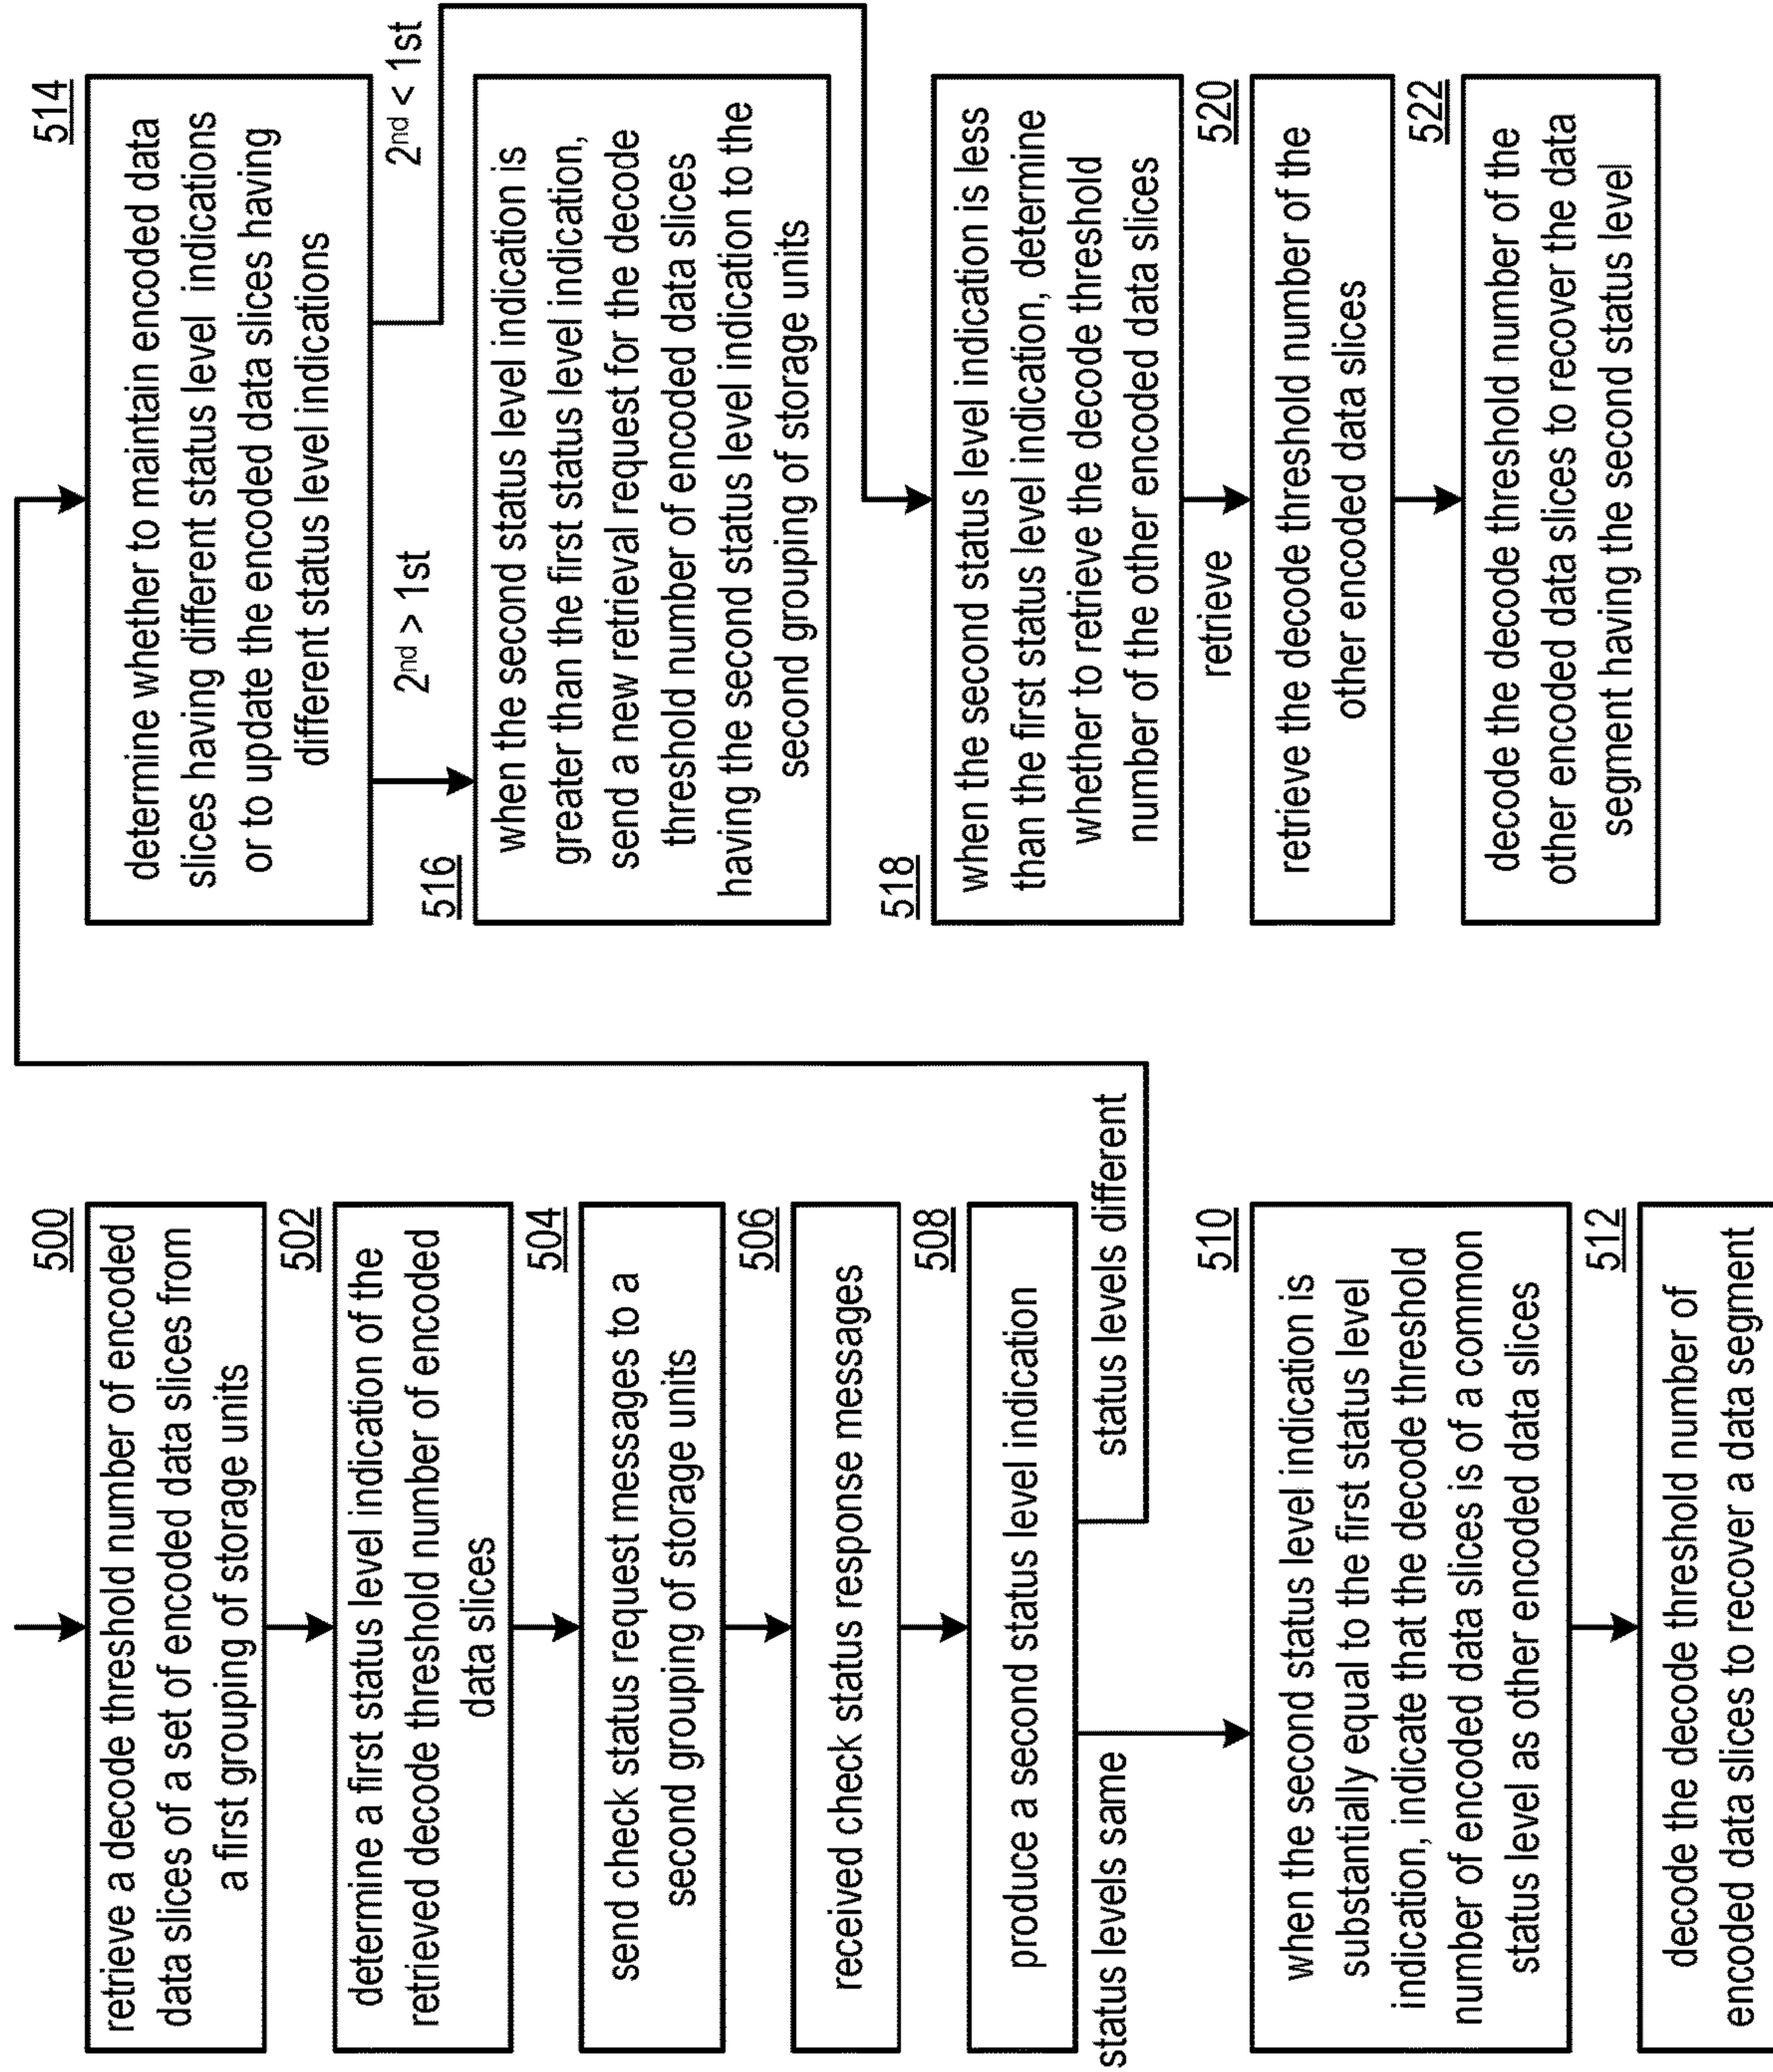 500
retrieve a decode threshold number of encoded
data slices of a set of encoded data slices from
a first grouping of storage units
502
determine a first status level indication of the
retrieved decode threshold number of encoded
data slices
504
send check status request messages to a
second grouping of storage units
506
received check status response messages
508
produce a second status level indication
status levels same
status levels different
510
when the second status level indication is
substantially equal to the first status level
indication, indicate that the decode threshold
number of encoded data slices is of a common
status level as other encoded data slices
512
decode the decode threshold number of
encoded data slices to recover a data segment
514
determine whether to maintain encoded data
slices having different status level indications
or to update the encoded data slices having
different status level indications
2nd > 1st
2nd < 1st
516
when the second status level indication is
greater than the first status level indication,
send a new retrieval request for the decode
threshold number of encoded data slices
having the second status level indication to the
second grouping of storage units
518
when the second status level indication is less
than the first status level indication, determine
whether to retrieve the decode threshold
number of the other encoded data slices
retrieve
520
retrieve the decode threshold number of the
other encoded data slices
522
decode the decode threshold number of the
other encoded data slices to recover the data
segment having the second status level